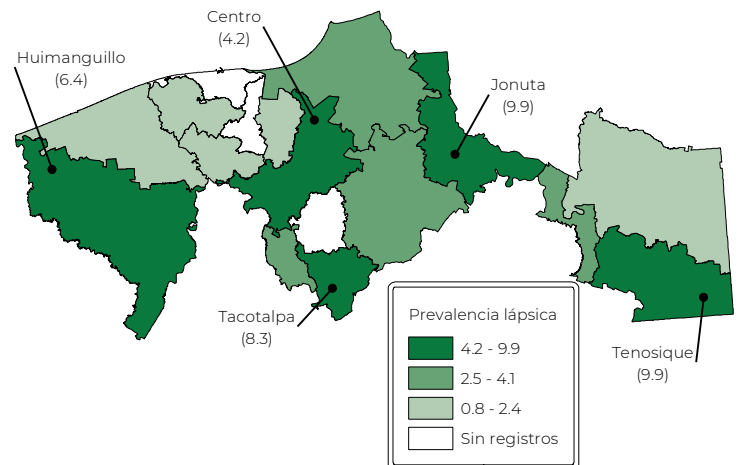 Centro
(4.2)
Huimanguillo
(6.4)
Jonuta
(9.9)
Tacotalpa
(8.3)
Tenosique
(9.9)
Prevalencia lápsica
4.2 - 9.9
2.5 - 4.1
0.8 - 2.4
Sin registros